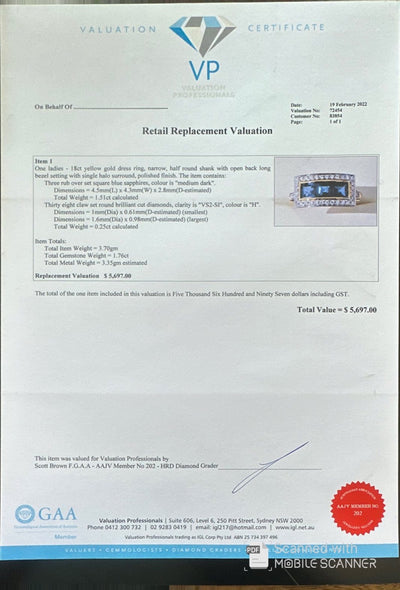 VALUATION CERTIFICATE
VP
VALUATION
PROFESSIONALS
On Behalf Of
Date: 19 February 2022
Valuation No: 72454
Customer No: 83054
Page: 1 of 1
Retail Replacement Valuation
Item 1
One ladies - 18ct yellow gold dress ring, narrow, half round shank with open back long
bezel setting with single halo surround, polished finish. The item contains:
Three rub over set square blue sapphires, colour is "medium dark".
Dimensions = 4.5mm(L) x 4.3mm(W) x 2.8mm(D-estimated)
Total Weight = 1.51ct calculated
Thirty eight claw set round brilliant cut diamonds, clarity is "VS2-SI", colour is "H".
Dimensions = 1mm(Dia) x 0.61mm(D-estimated) (smallest)
Dimensions = 1.6mm(Dia) x 0.98mm(D-estimated) (largest)
Total Weight = 0.25ct calculated
Item Totals:
Total Item Weight = 3.70gm
Total Gemstone Weight = 1.76ct
Total Metal Weight = 3.35gm estimated
Replacement Valuation $ 5,697.00
The total of the one item included in this valuation is Five Thousand Six Hundred and Ninety Seven dollars including GST.
Total Value = $ 5,697.00
This item was valued for Valuation Professionals by
Scott Brown F.G.A.A - AAJV Member No 202 - HRD Diamond Grader
AAJV MEMBER NO
202
GAA
Gemmological Association of Australia
Member
Valuation Professionals | Suite 606, Level 6, 250 Pitt Street, Sydney NSW 2000
Phone 0412 300 732 | 02 9283 0419 | email: igl217@hotmail.com | www.igl.net.au
Valuation Professionals trading as IGL Corp Pty Ltd ABN 25 734 397 496
VALUERS • GEMMOLOGISTS • DIAMOND GRADERS
PDF Scanned with
MOBILE SCANNER